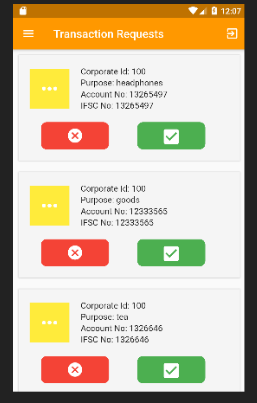 12:07
Transaction Requests
Corporate Id: 100
Purpose: headphones
Account No: 13265497
IFSC No: 13265497
Corporate Id: 100
Purpose: goods
Account No: 12333565
IFSC No: 12333565
Corporate Id: 100
Purpose: tea
Account No: 1326646
IFSC No: 1326646